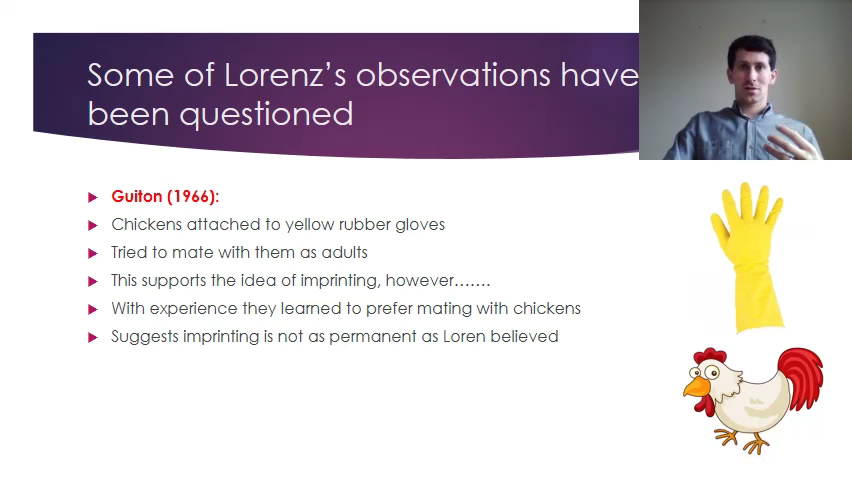 Some of Lorenz's observations have
been questioned
Guiton (1966):
Chickens attached to yellow rubber gloves
Tried to mate with them as adults
This supports the idea of imprinting, however.......
With experience they learned to prefer mating with chickens
Suggests imprinting is not as permanent as Loren believed